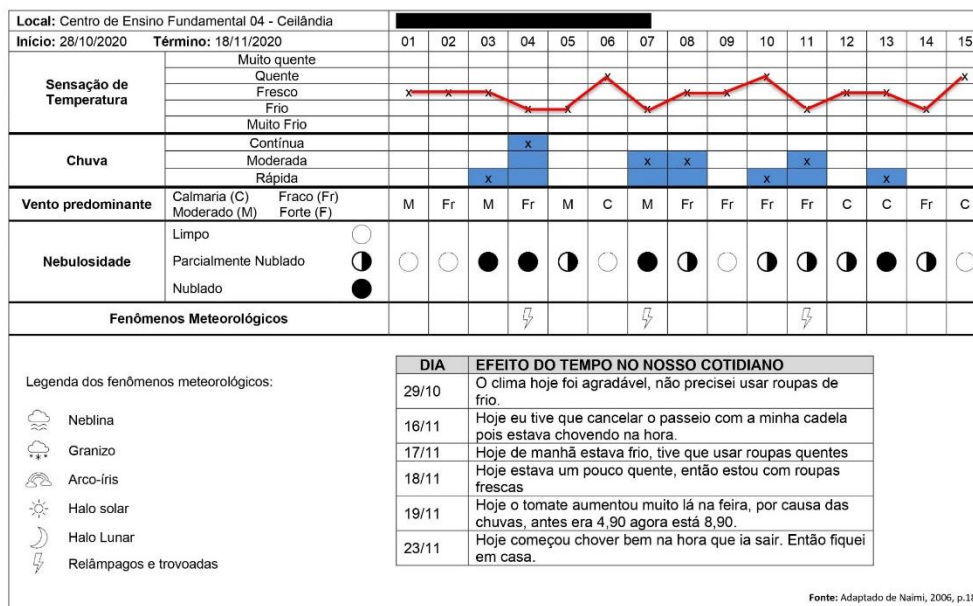 Local: Centro de Ensino Fundamental 04 - Ceilândia
Início: 28/10/2020 Término: 18/11/2020 01 02 03 04 05 06 07 08 09 10 11 12 13 14 15
Sensação de Temperatura
Muito quente
Quente x x x
Fresco x x x x x x x
Frio x x x x x
Muito Frio
Chuva
Contínua x
Moderada x x x
Rápida x x x
Vento predominante
Calmaria (C) Fraco (Fr)
Moderado (M) Forte (F)
M Fr M Fr M C M Fr Fr Fr Fr C C Fr C
Nebulosidade
Limpo
Parcialmente Nublado
Nublado
Fenômenos Meteorológicos
Legenda dos fenômenos meteorológicos:
Neblina
Granizo
Arco-íris
Halo solar
Halo Lunar
Relâmpagos e trovoadas
DIA EFEITO DO TEMPO NO NOSSO COTIDIANO
29/10 O clima hoje foi agradável, não precisei usar roupas de
frio.
16/11 Hoje eu tive que cancelar o passeio com a minha cadela
pois estava chovendo na hora.
17/11 Hoje de manhã estava frio, tive que usar roupas quentes
18/11 Hoje estava um pouco quente, então estou com roupas
frescas
19/11 Hoje o tomate aumentou muito lá na feira, por causa das
chuvas, antes era 4,90 agora está 8,90.
23/11 Hoje começou chover bem na hora que ia sair. Então fiquei
em casa.
Fonte: Adaptado de Naimi, 2006, p.18